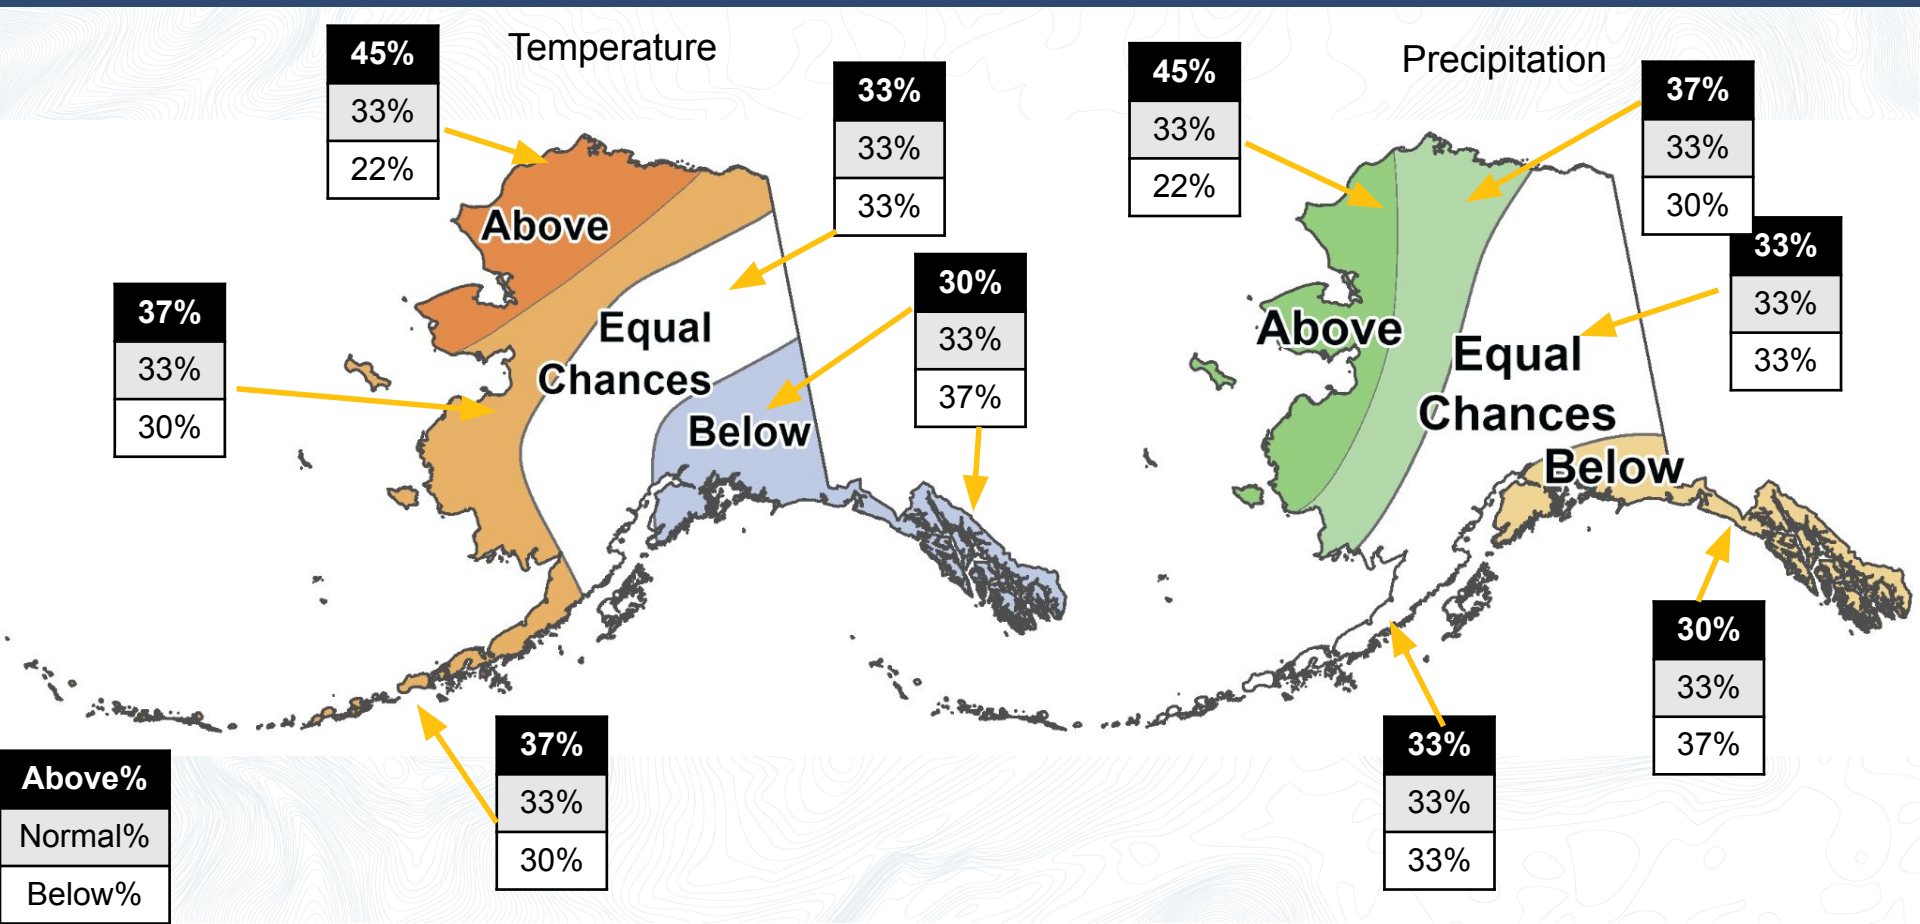 Temperature
45%
33%
22%
33%
33%
33%
37%
33%
30%
30%
33%
37%
Above
Equal
Chances
Below
37%
33%
30%
Above%
Normal%
Below%
Precipitation
45%
33%
22%
37%
33%
30%
33%
33%
33%
Above
Equal
Chances
Below
30%
33%
37%
33%
33%
33%